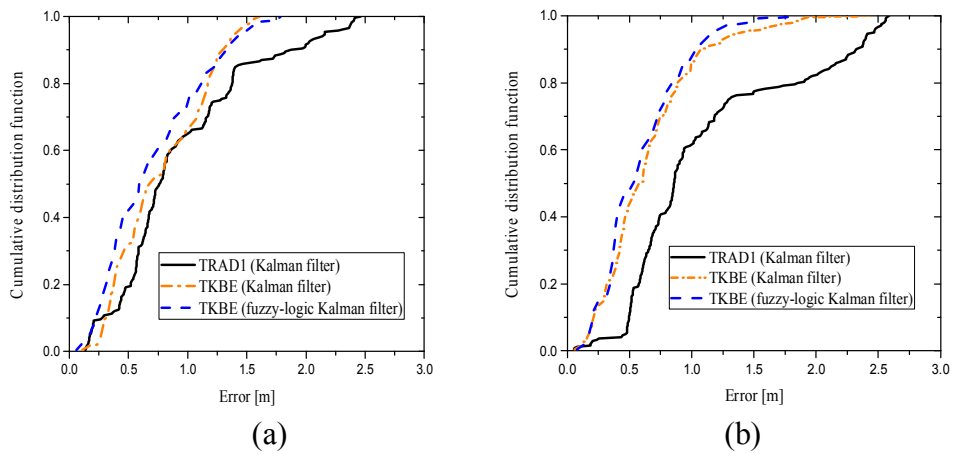 1.0
0.8
0.6
0.4
0.2
0.0
Cumulative distribution function
TRAD1 (Kalman filter)
TKBE (Kalman filter)
TKBE (fuzzy-logic Kalman filter)
0.0 0.5 1.0 1.5 2.0 2.5 3.0
Error [m]
(a)
1.0
0.8
0.6
0.4
0.2
0.0
Cumulative distribution function
TRAD1 (Kalman filter)
TKBE (Kalman filter)
TKBE (fuzzy-logic Kalman filter)
0.0 0.5 1.0 1.5 2.0 2.5 3.0
Error [m]
(b)